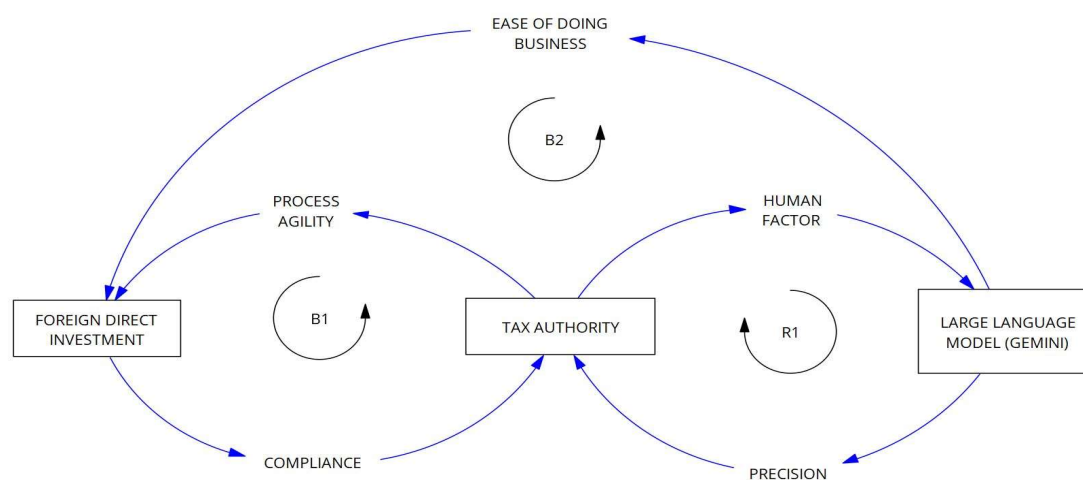 EASE OF DOING
BUSINESS
B2
PROCESS
AGILITY
HUMAN
FACTOR
FOREIGN DIRECT
INVESTMENT
B1
TAX AUTHORITY
R1
LARGE LANGUAGE
MODEL (GEMINI)
COMPLIANCE
PRECISION